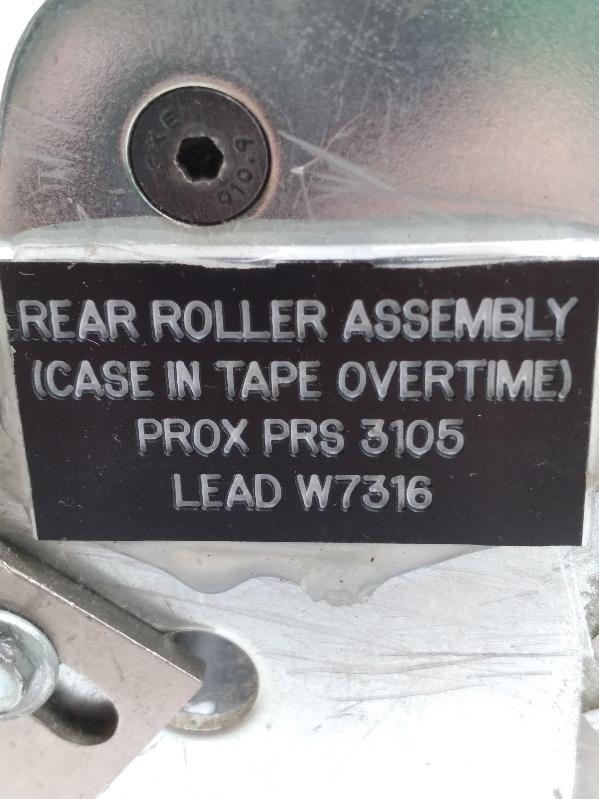 REAR ROLLER ASSEMBLY
(CASE IN TAPE OVERTIME)
PROX PRS 3105
LEAD W7316